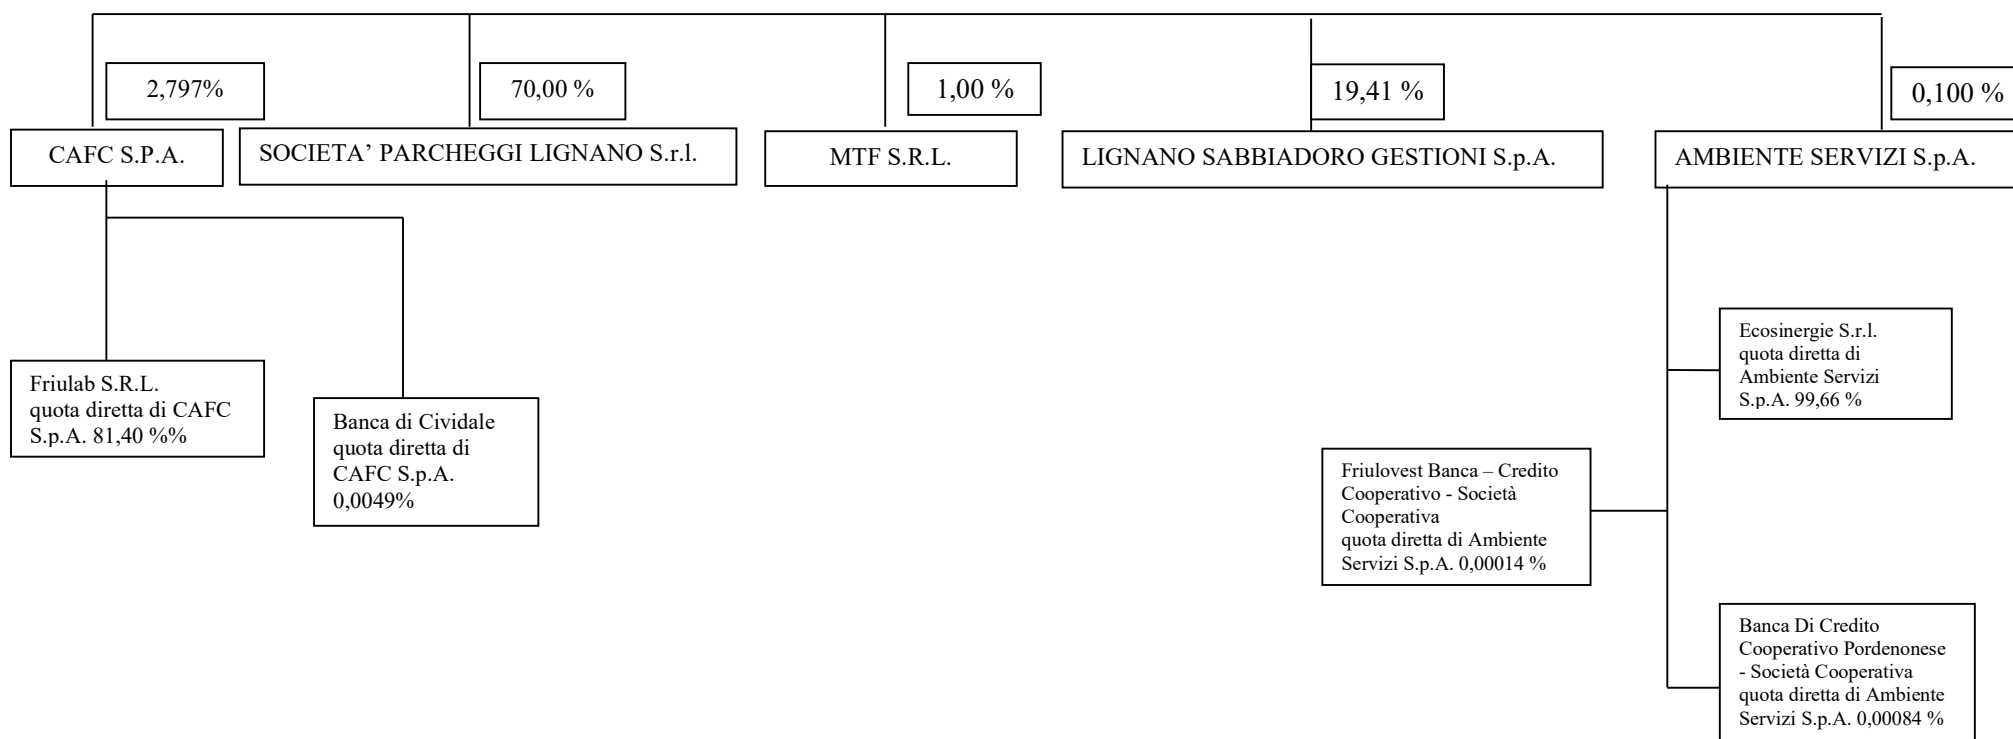 2,797%
70,00 %
1,00 %
19,41 %
0,100 %
CAFC S.P.A.
SOCIETA’ PARCHEGGI LIGNANO S.r.l.
MTF S.R.L.
LIGNANO SABBIADORO GESTIONI S.p.A.
AMBIENTE SERVIZI S.p.A.
Friulab S.R.L.
quota diretta di CAFC
S.p.A. 81,40 %%
Banca di Cividale
quota diretta di
CAFC S.p.A.
0,0049%
Ecosinergie S.r.l.
quota diretta di
Ambiente Servizi
S.p.A. 99,66 %
Friulovest Banca – Credito
Cooperativo - Società
Cooperativa
quota diretta di Ambiente
Servizi S.p.A. 0,00014 %
Banca Di Credito
Cooperativo Pordenonese
- Società Cooperativa
quota diretta di Ambiente
Servizi S.p.A. 0,00084 %